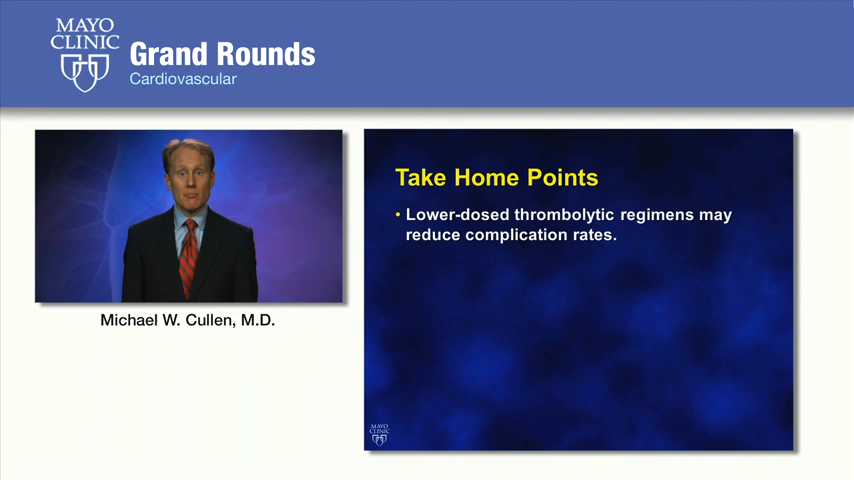 MAYO
CLINIC
Grand Rounds
Cardiovascular
Michael W. Cullen, M.D.
Take Home Points
• Lower-dosed thrombolytic regimens may
reduce complication rates.
MAYO
CLINIC